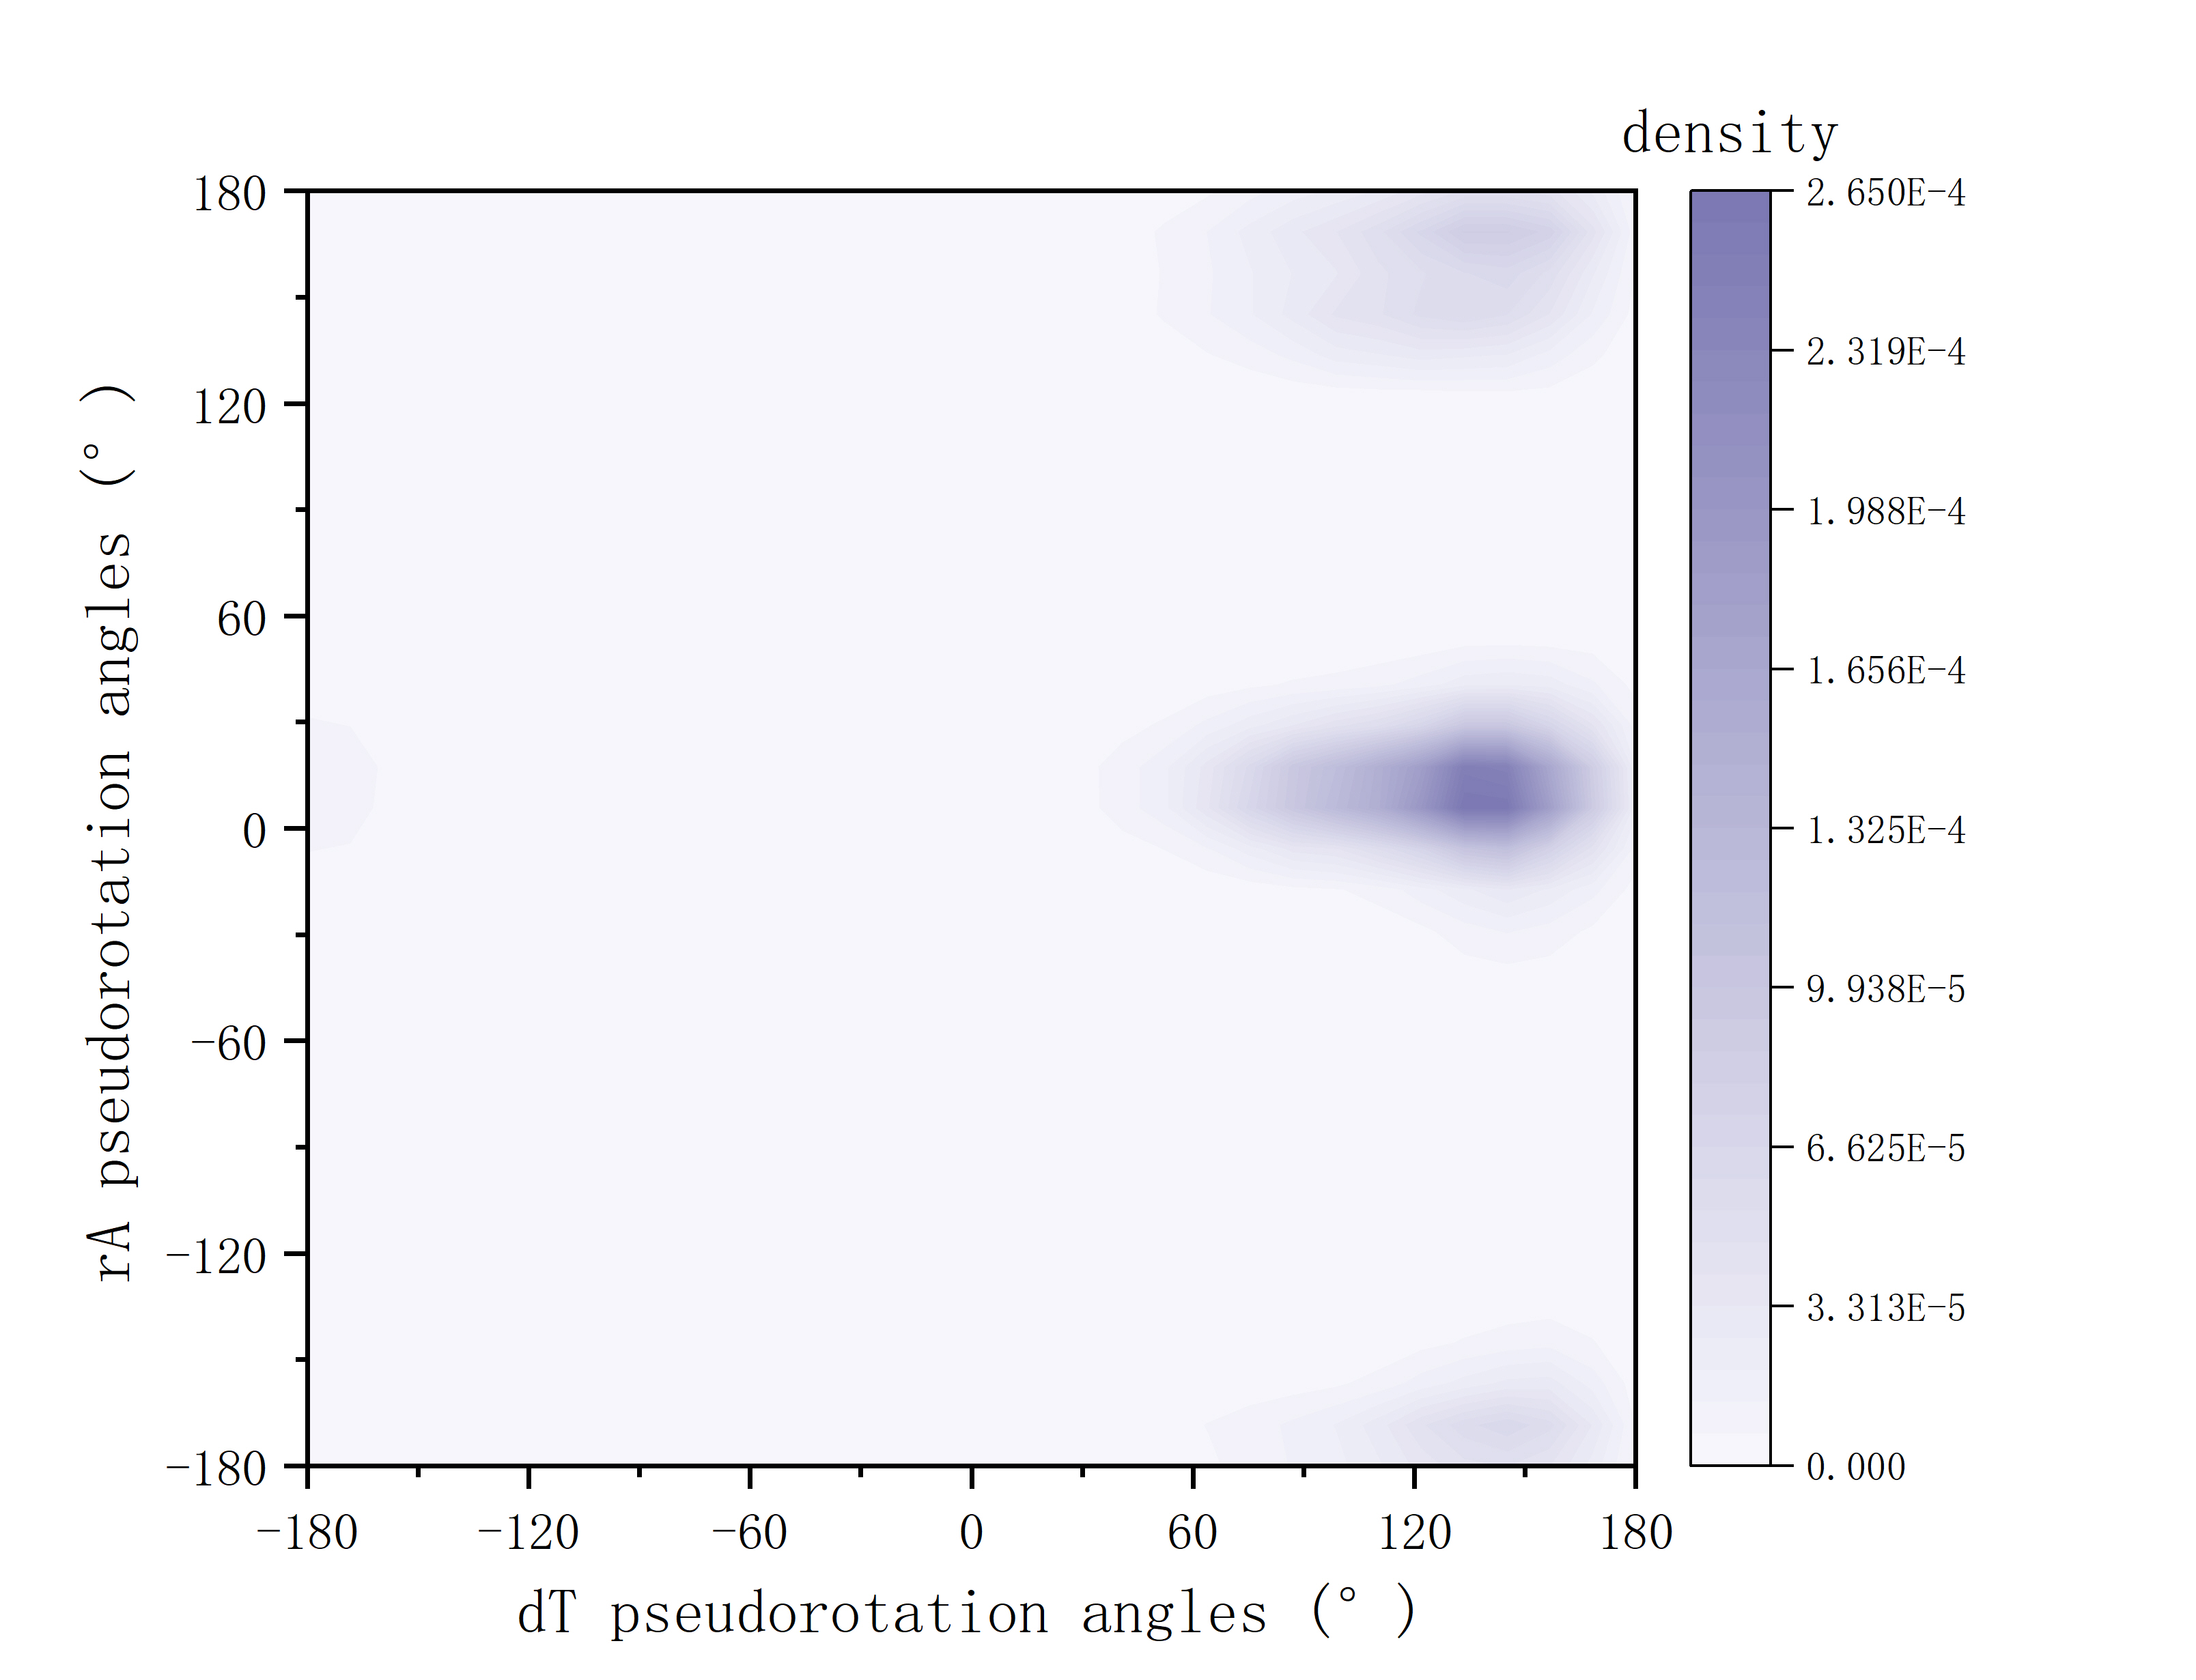 density
2.650E-4
2.319E-4
1.988E-4
1.656E-4
1.325E-4
9.938E-5
6.625E-5
3.313E-5
0.000
rA pseudorotation angles (° )
180
120
60
0
-60
-120
-180
-180 -120 -60 0 60 120 180
dT pseudorotation angles (° )